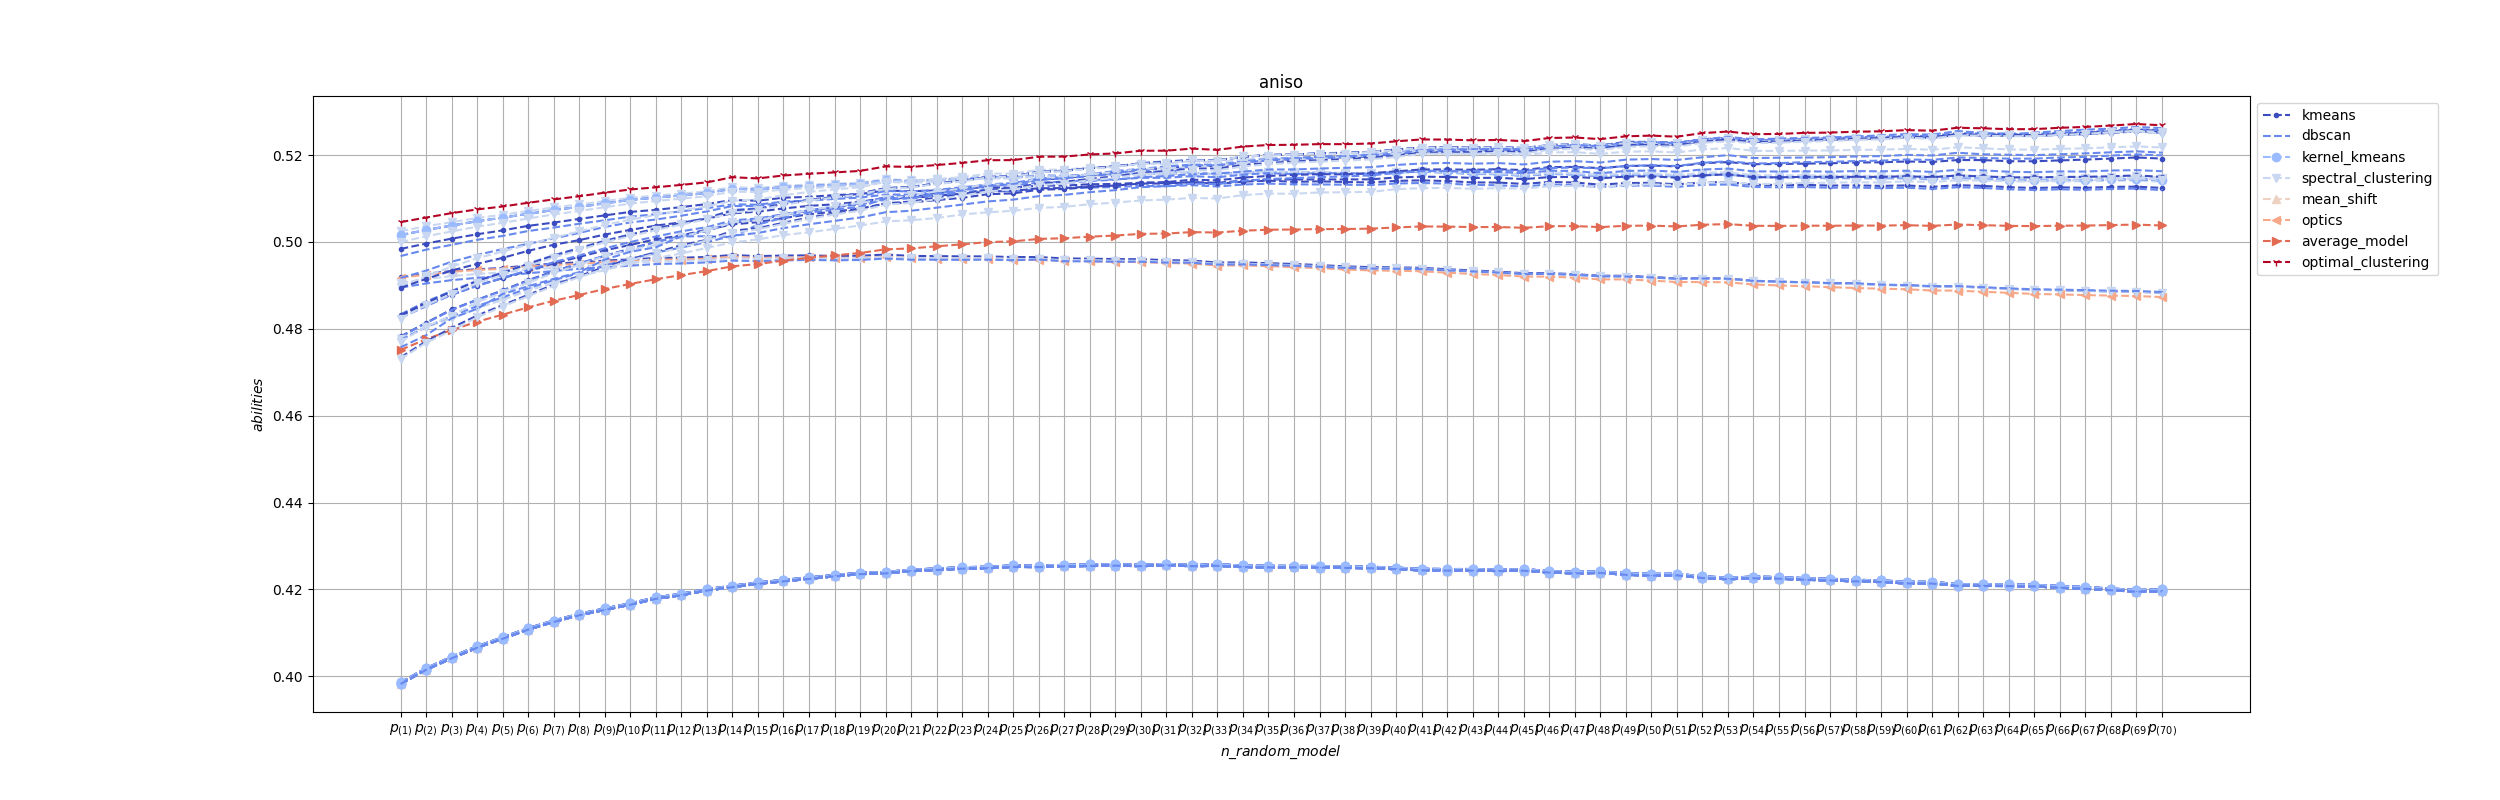 aniso
kmeans
dbscan
kernel_kmeans
spectral_clustering
mean_shift
optics
average_model
optimal_clustering
0.52
0.50
0.48
0.46
0.44
0.42
0.40
abilities
p(1) p(2) p(3) p(4) p(5) p(6) p(7) p(8) p(9) p(10) p(11) p(12) p(13) p(14) p(15) p(16) p(17) p(18) p(19) p(20) p(21) p(22) p(23) p(24) p(25) p(26) p(27) p(28) p(29) p(30) p(31) p(32) p(33) p(34) p(35) p(36) p(37) p(38) p(39) p(40) p(41) p(42) p(43) p(44) p(45) p(46) p(47) p(48) p(49) p(50) p(51) p(52) p(53) p(54) p(55) p(56) p(57) p(58) p(59) p(60) p(61) p(62) p(63) p(64) p(65) p(66) p(67) p(68) p(69) p(70)
n_random_model